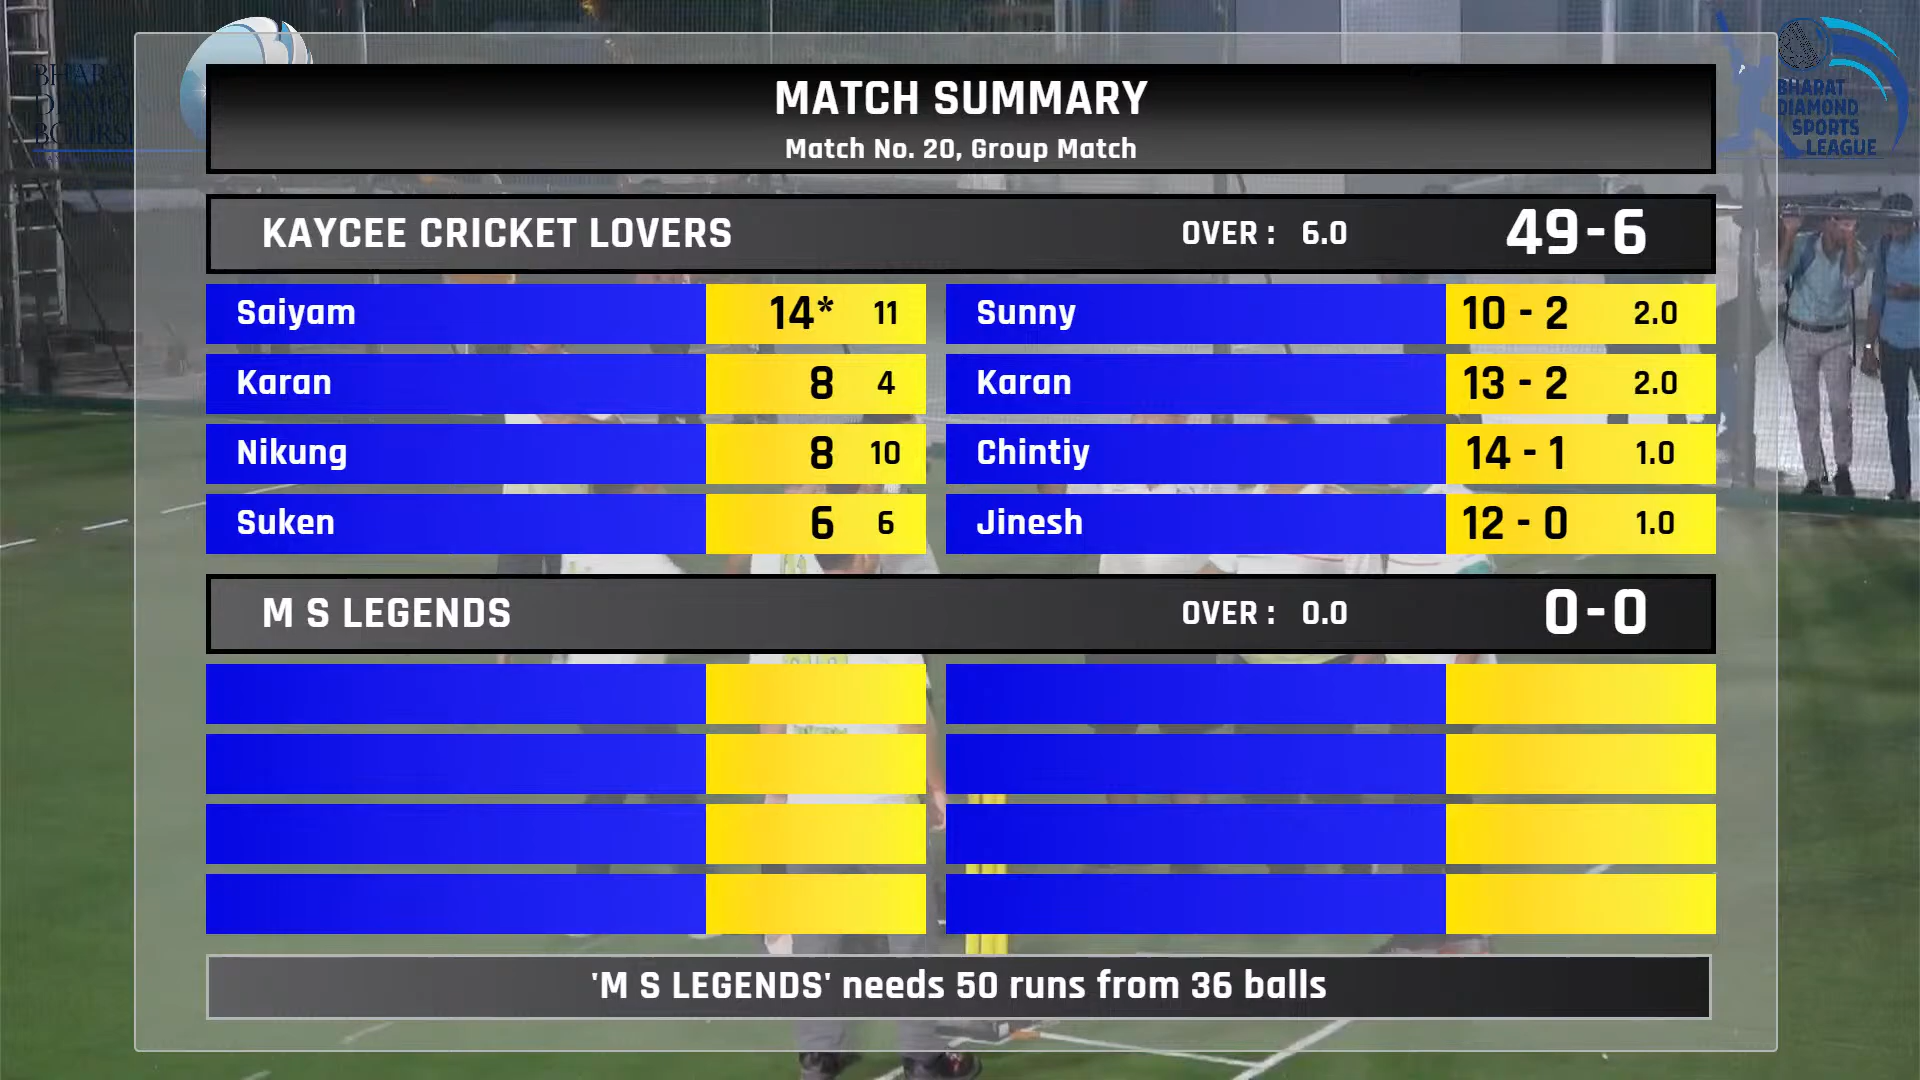 MATCH SUMMARY
Match No. 20, Group Match
KAYCEE CRICKET LOVERS OVER : 6.0 49-6
Saiyam 14* 11 Sunny 10 - 2 2.0
Karan 8 4 Karan 13 - 2 2.0
Nikung 8 10 Chintiy 14 - 1 1.0
Suken 6 6 Jinesh 12 - 0 1.0
M S LEGENDS OVER : 0.0 0-0
'M S LEGENDS' needs 50 runs from 36 balls
BHARAT
DIAMOND
SPORTS
LEAGUE